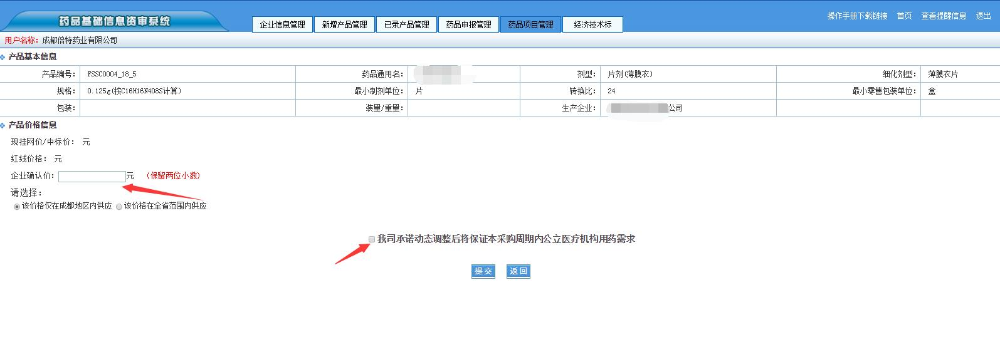 药品基础信息资审系统
企业信息管理 新增产品管理 已录产品管理 药品申报管理 药品项目管理 经济技术标
操作手册下载链接 首页 查看提醒信息 退出
用户名称：成都倍特药业有限公司
产品基本信息
产品编号： FSSC0004_18_5 药品通用名： 剂型： 片剂(薄膜衣) 细化剂型： 薄膜衣片
规格： 0.125g(按C16H16N4O8S计算) 最小制剂单位： 片 转换比： 24 最小零售包装单位： 盒
包装： 装量/重量： 生产企业： 公司
产品价格信息
现挂网价/中标价： 元
红线价格： 元
企业确认价： 元 (保留两位小数)
请选择：
该价格仅在成都地区内供应 该价格在全省范围内供应
我司承诺动态调整后将保证本采购周期内公立医疗机构用药需求
提交 返回